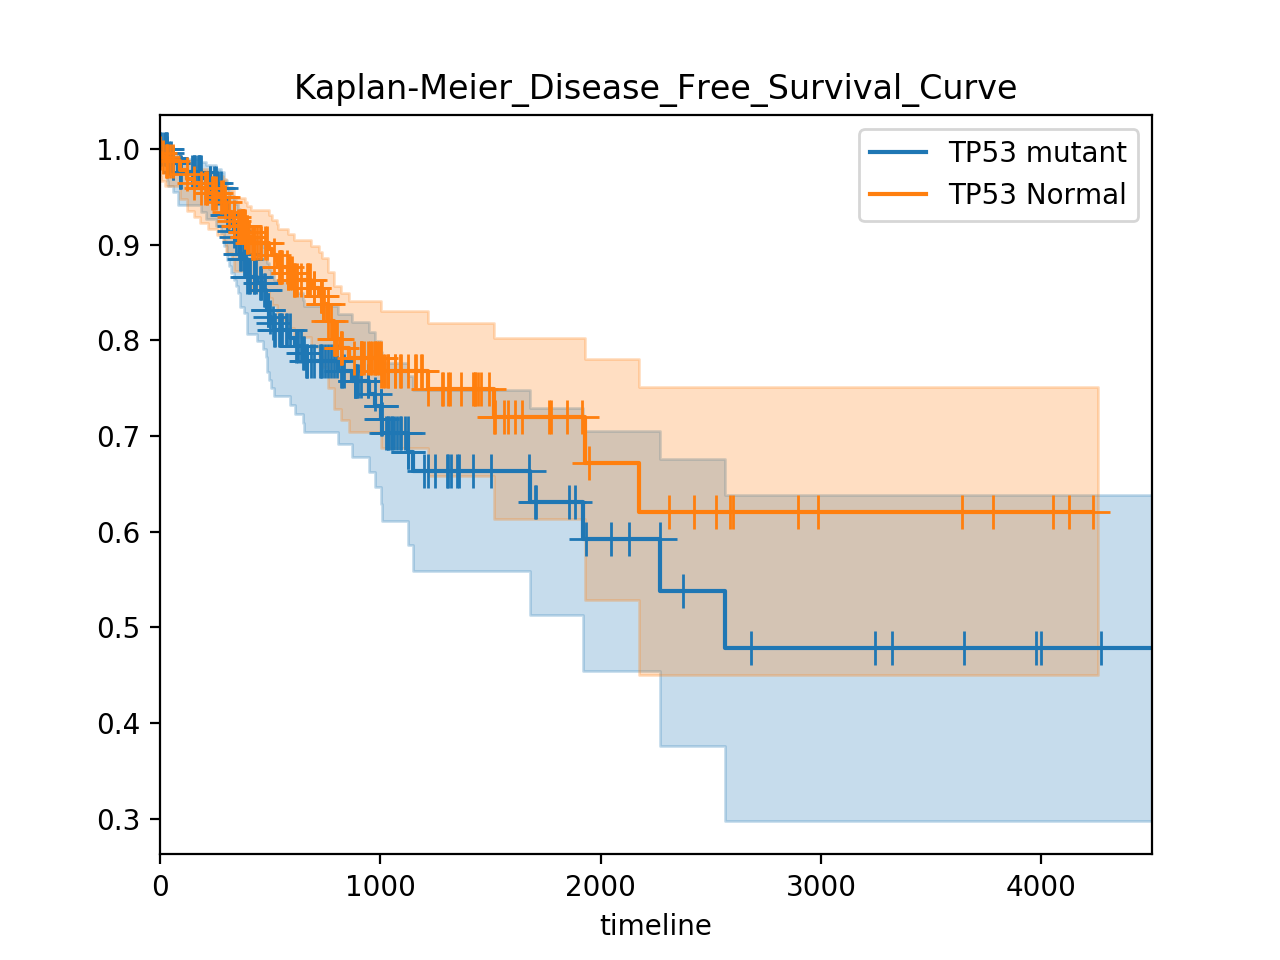 Kaplan-Meier_Disease_Free_Survival_Curve
TP53 mutant
TP53 Normal
1.0
0.9
0.8
0.7
0.6
0.5
0.4
0.3
0 1000 2000 3000 4000
timeline